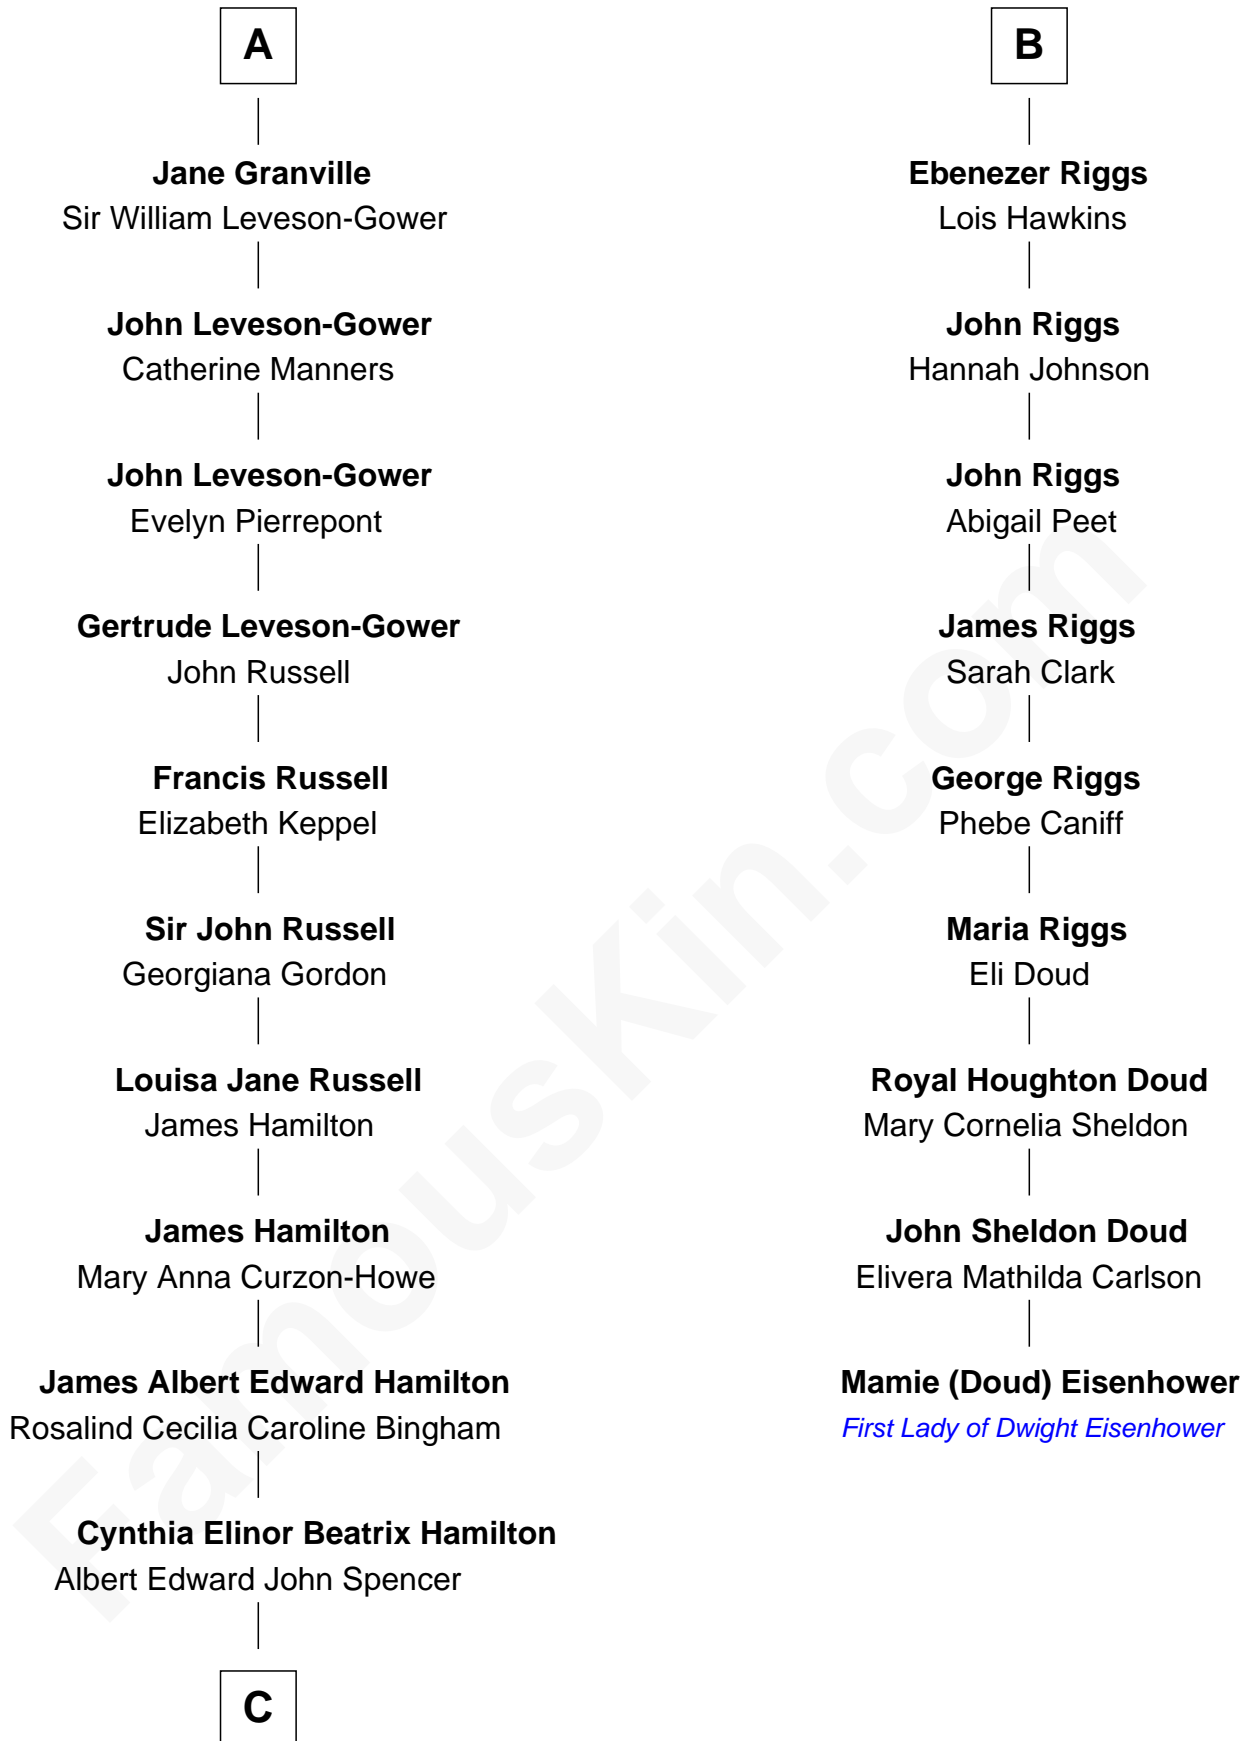 A
Jane Granville
Sir William Leveson-Gower
John Leveson-Gower
Catherine Manners
John Leveson-Gower
Evelyn Pierrepont
Gertrude Leveson-Gower
John Russell
Francis Russell
Elizabeth Keppel
Sir John Russell
Georgiana Gordon
Louisa Jane Russell
James Hamilton
James Hamilton
Mary Anna Curzon-Howe
James Albert Edward Hamilton
Rosalind Cecilia Caroline Bingham
Cynthia Elinor Beatrix Hamilton
Albert Edward John Spencer
C
B
Ebenezer Riggs
Lois Hawkins
John Riggs
Hannah Johnson
John Riggs
Abigail Peet
James Riggs
Sarah Clark
George Riggs
Phebe Caniff
Maria Riggs
Eli Doud
Royal Houghton Doud
Mary Cornelia Sheldon
John Sheldon Doud
Elivera Mathilda Carlson
Mamie (Doud) Eisenhower
First Lady of Dwight Eisenhower
FamousKin.com